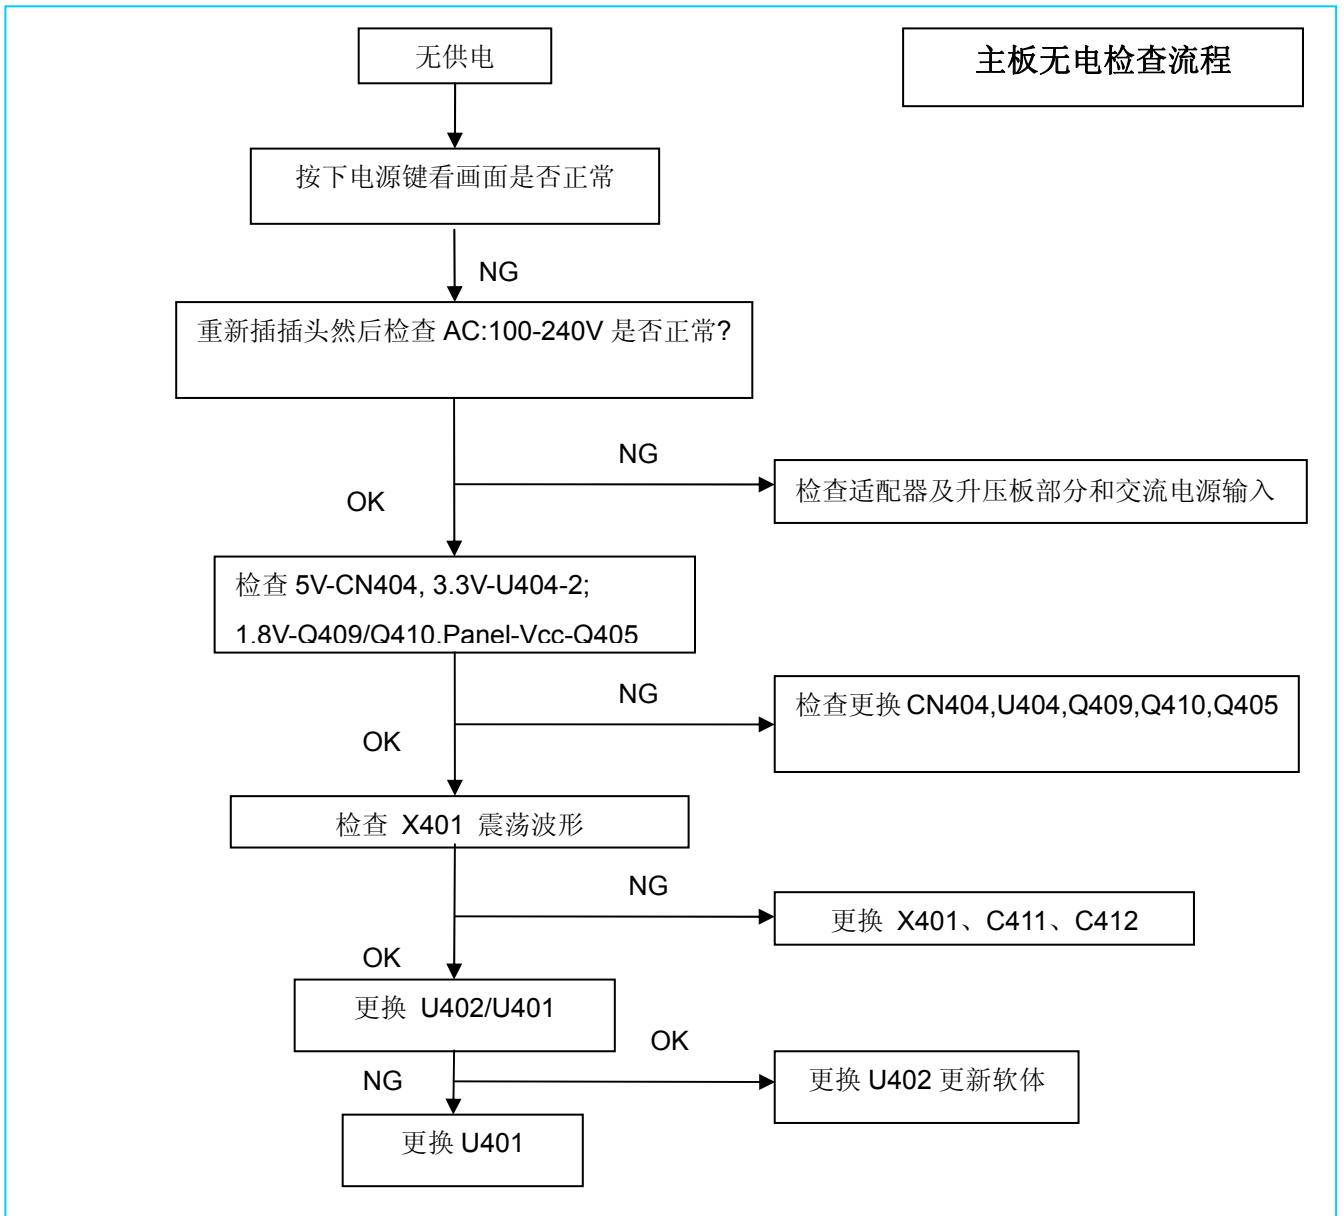 无供电
主板无电检查流程
按下电源键看画面是否正常
NG
重新插插头然后检查 AC:100-240V 是否正常?
NG
检查适配器及升压板部分和交流电源输入
OK
检查 5V-CN404, 3.3V-U404-2;
1.8V-Q409/Q410.Panel-Vcc-Q405
NG
检查更换 CN404,U404,Q409,Q410,Q405
OK
检查 X401 震荡波形
NG
更换 X401、C411、C412
OK
更换 U402/U401
OK
更换 U402 更新软体
NG
更换 U401